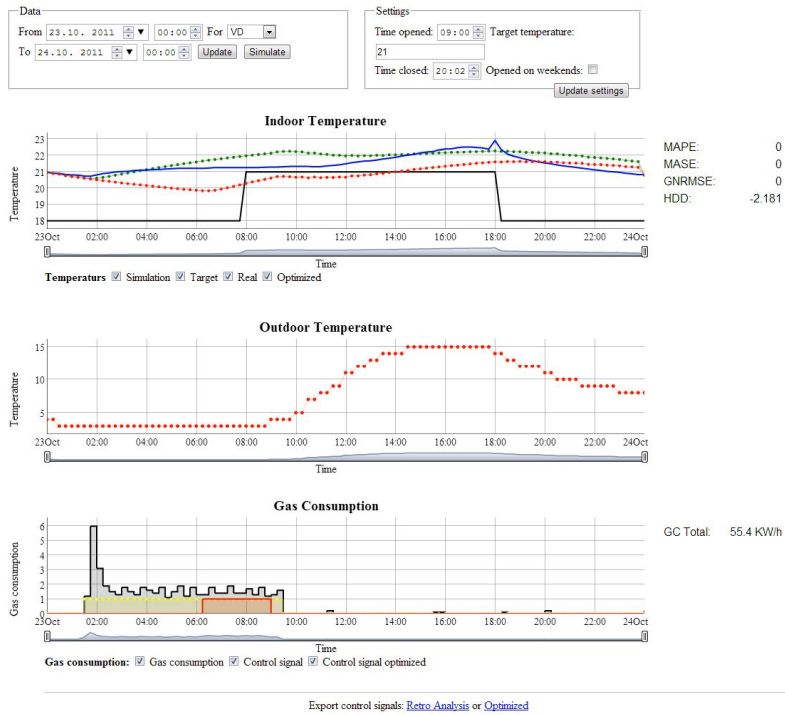 Data
From 23.10. 2011 00:00 For VD
To 24.10. 2011 00:00 Update Simulate
Settings
Time opened: 09:00 Target temperature:
21
Time closed: 20:02 Opened on weekends:
Update settings
Indoor Temperature
23
22
21
20
19
18
Temperature
23Oct 02:00 04:00 06:00 08:00 10:00 12:00 14:00 16:00 18:00 20:00 22:00 24Oct
Time
Temperaturs Simulation Target Real Optimized
MAPE: 0
MASE: 0
GNRMSE: 0
HDD: -2.181
Outdoor Temperature
15
10
5
Temperature
23Oct 02:00 04:00 06:00 08:00 10:00 12:00 14:00 16:00 18:00 20:00 22:00 24Oct
Time
Gas Consumption
6
5
4
3
2
1
0
Gas consumption
23Oct 02:00 04:00 06:00 08:00 10:00 12:00 14:00 16:00 18:00 20:00 22:00 24Oct
Time
Gas consumption: Gas consumption Control signal Control signal optimized
GC Total: 55.4 KW/h
Export control signals: Retro Analysis or Optimized